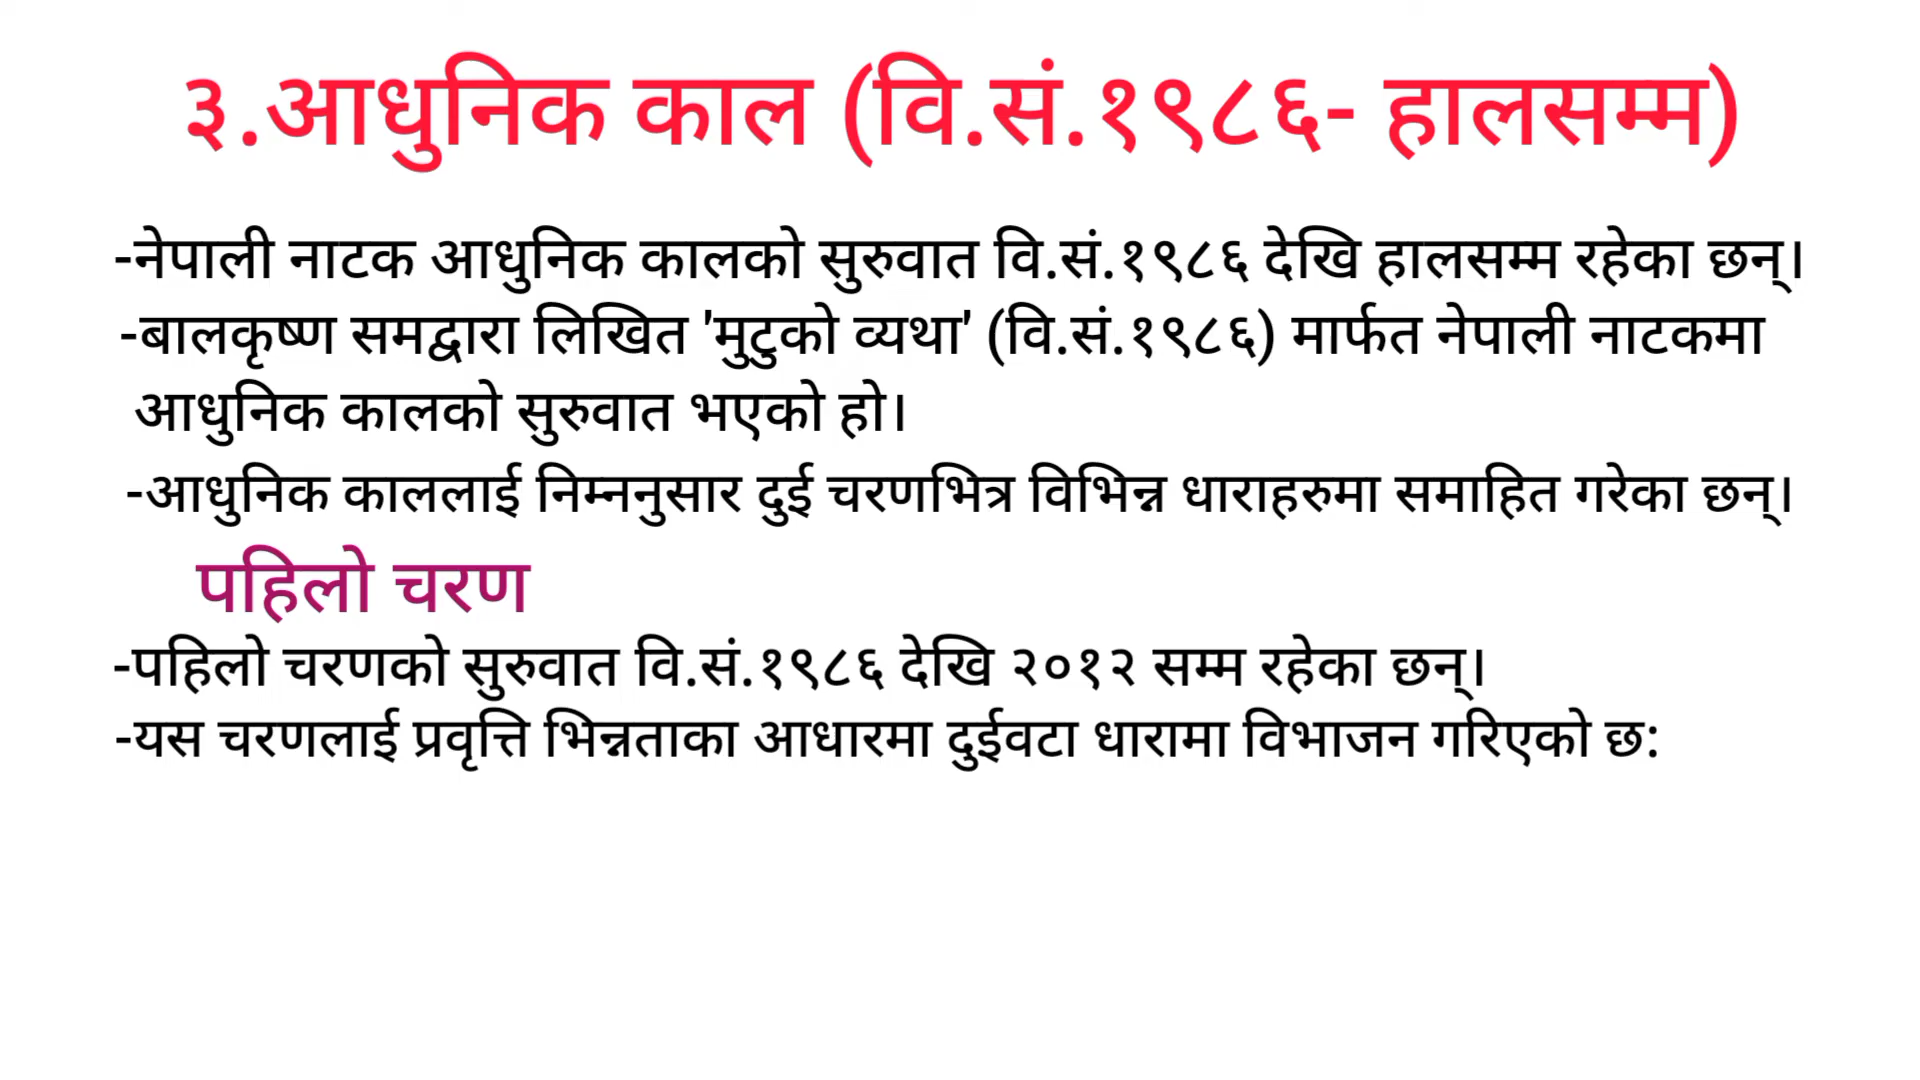 ३.आधुनिक काल (वि.सं.१९८६- हालसम्म)
-नेपाली नाटक आधुनिक कालको सुरुवात वि.सं.१९८६ देखि हालसम्म रहेका छन्।
-बालकृष्ण समद्वारा लिखित 'मुटुको व्यथा' (वि.सं.१९८६) मार्फत नेपाली नाटकमा
आधुनिक कालको सुरुवात भएको हो।
-आधुनिक काललाई निम्ननुसार दुई चरणभित्र विभिन्न धाराहरुमा समाहित गरेका छन्।
पहिलो चरण
-पहिलो चरणको सुरुवात वि.सं.१९८६ देखि २०१२ सम्म रहेका छन्।
-यस चरणलाई प्रवृत्ति भिन्नताका आधारमा दुईवटा धारामा विभाजन गरिएको छ: